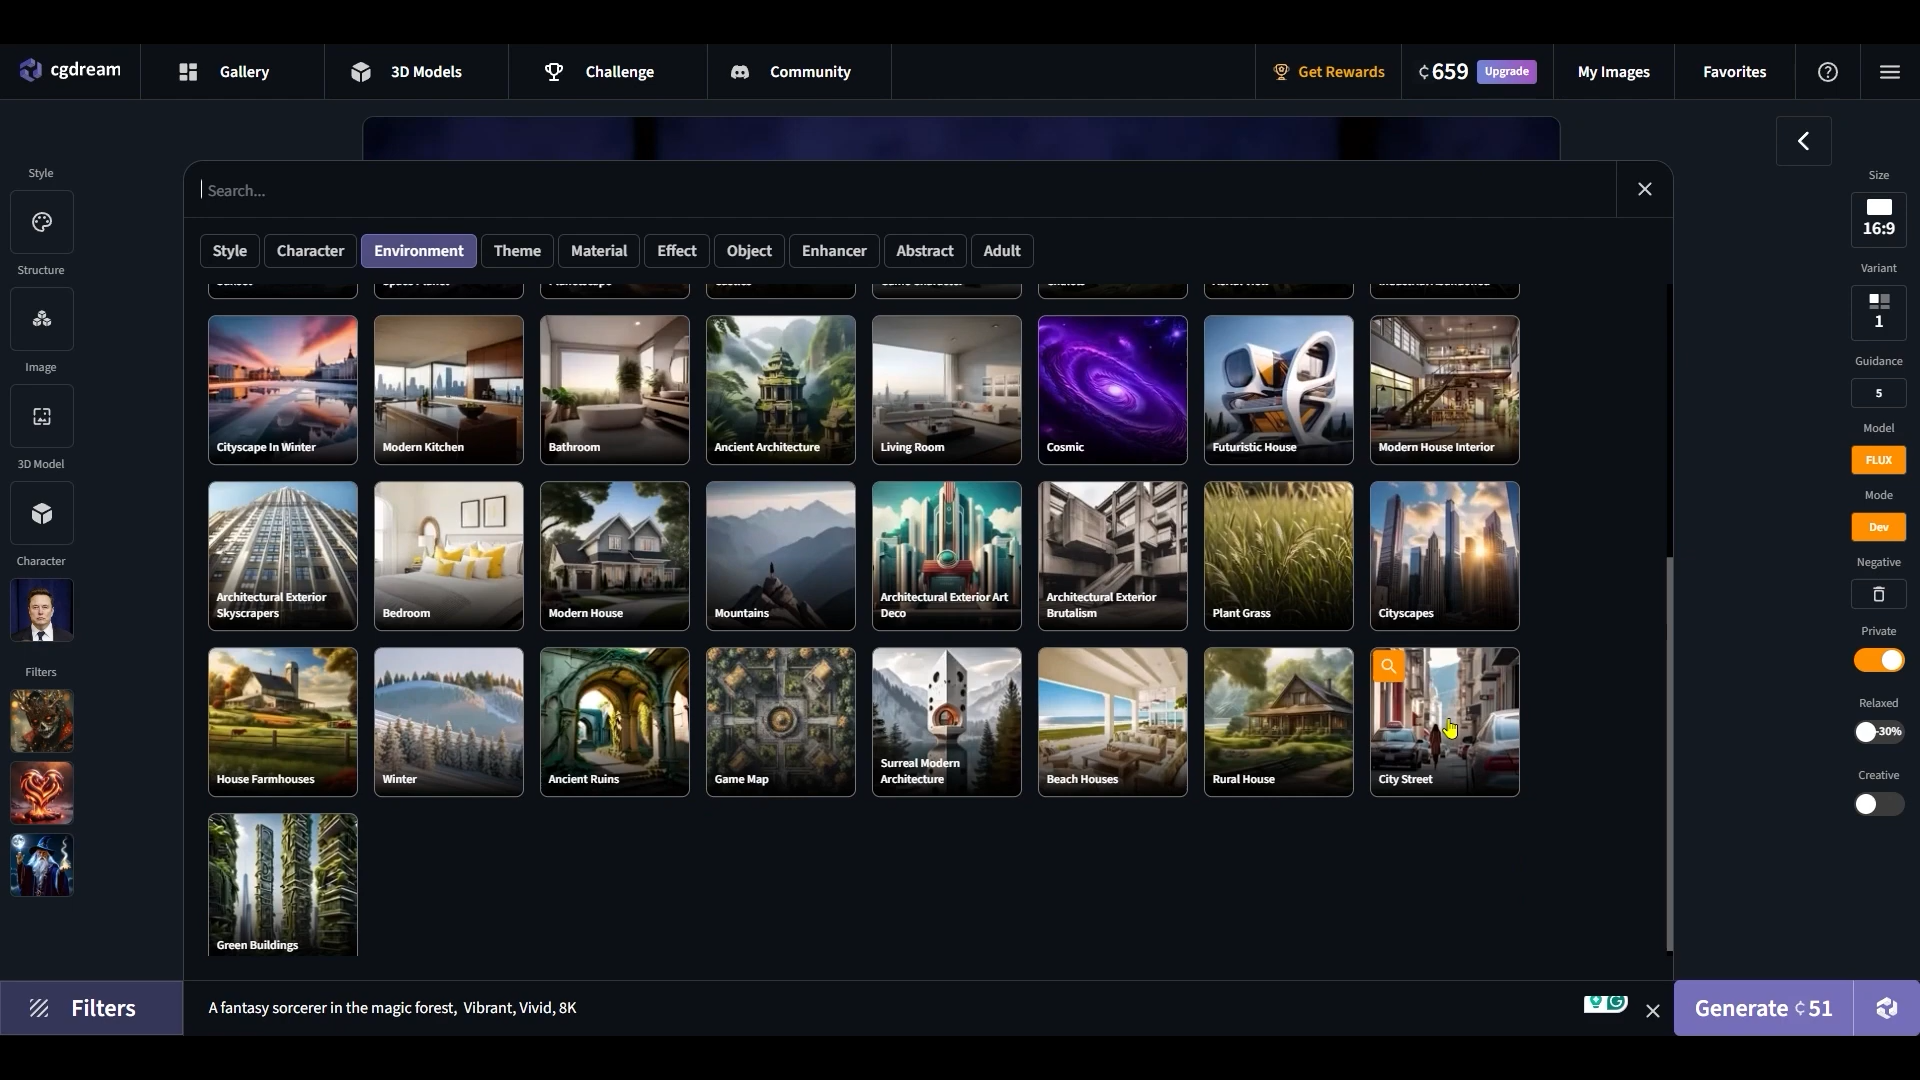 cgdream
Gallery
3D Models
Challenge
Community
Get Rewards
¢659
Upgrade
My Images
Favorites
Style
Structure
Image
3D Model
Character
Filters
Search...
Style
Character
Environment
Theme
Material
Effect
Object
Enhancer
Abstract
Adult
Cityscape In Winter
Modern Kitchen
Bathroom
Ancient Architecture
Living Room
Cosmic
Futuristic House
Modern House Interior
Architectural Exterior
Skyscrapers
Bedroom
Modern House
Mountains
Architectural Exterior Art
Deco
Architectural Exterior
Brutalism
Plant Grass
Cityscapes
House Farmhouses
Winter
Ancient Ruins
Game Map
Surreal Modern
Architecture
Beach Houses
Rural House
City Street
Green Buildings
Size
16:9
Variant
1
Guidance
5
Model
FLUX
Mode
Dev
Negative
Private
Relaxed
-30%
Creative
Filters
A fantasy sorcerer in the magic forest, Vibrant, Vivid, 8K
Generate ¢51